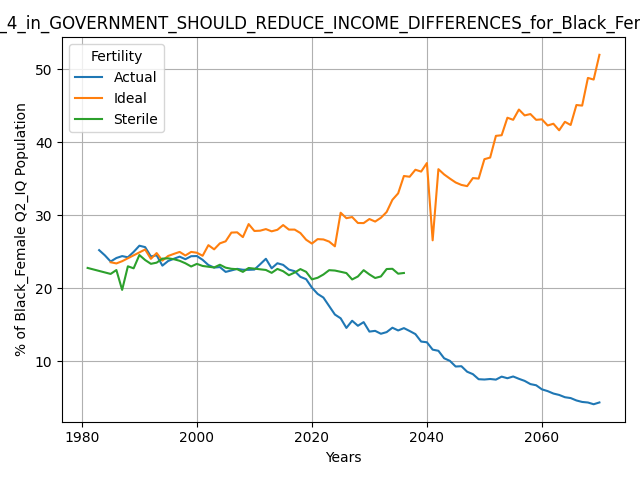 _4_in_GOVERNMENT_SHOULD_REDUCE_INCOME_DIFFERENCES_for_Black_Fer
Fertility
Actual
Ideal
Sterile
50
40
30
20
10
% of Black_Female Q2_IQ Population
1980 2000 2020 2040 2060
Years